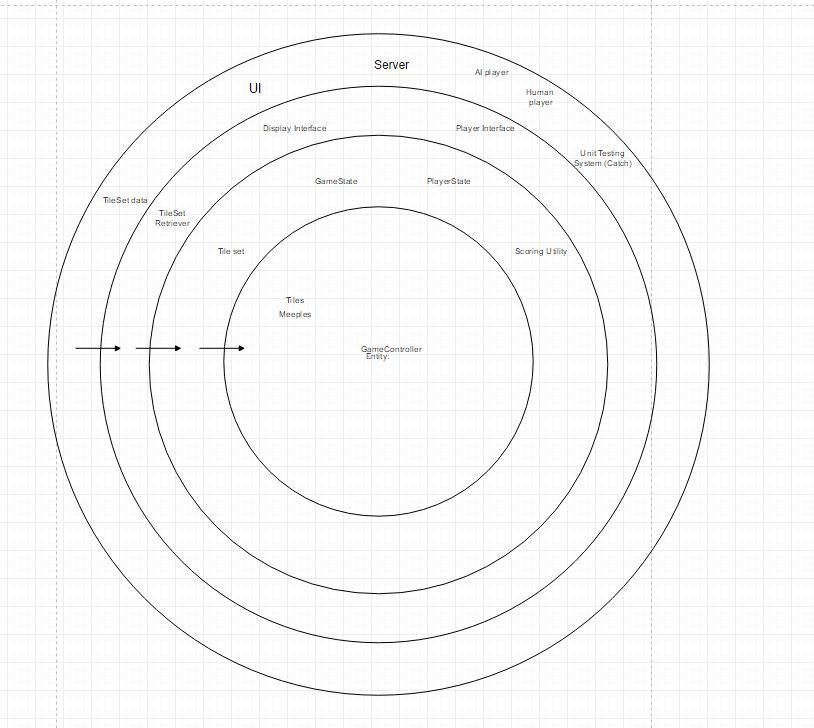 Server
AI player
UI
Human
player
Display Interface
Player Interface
Unit Testing
System (Catch)
GameState
PlayerState
TileSet data
TileSet
Retriever
Tile set
Scoring Utility
Tiles
Meeples
GameController
Entity: